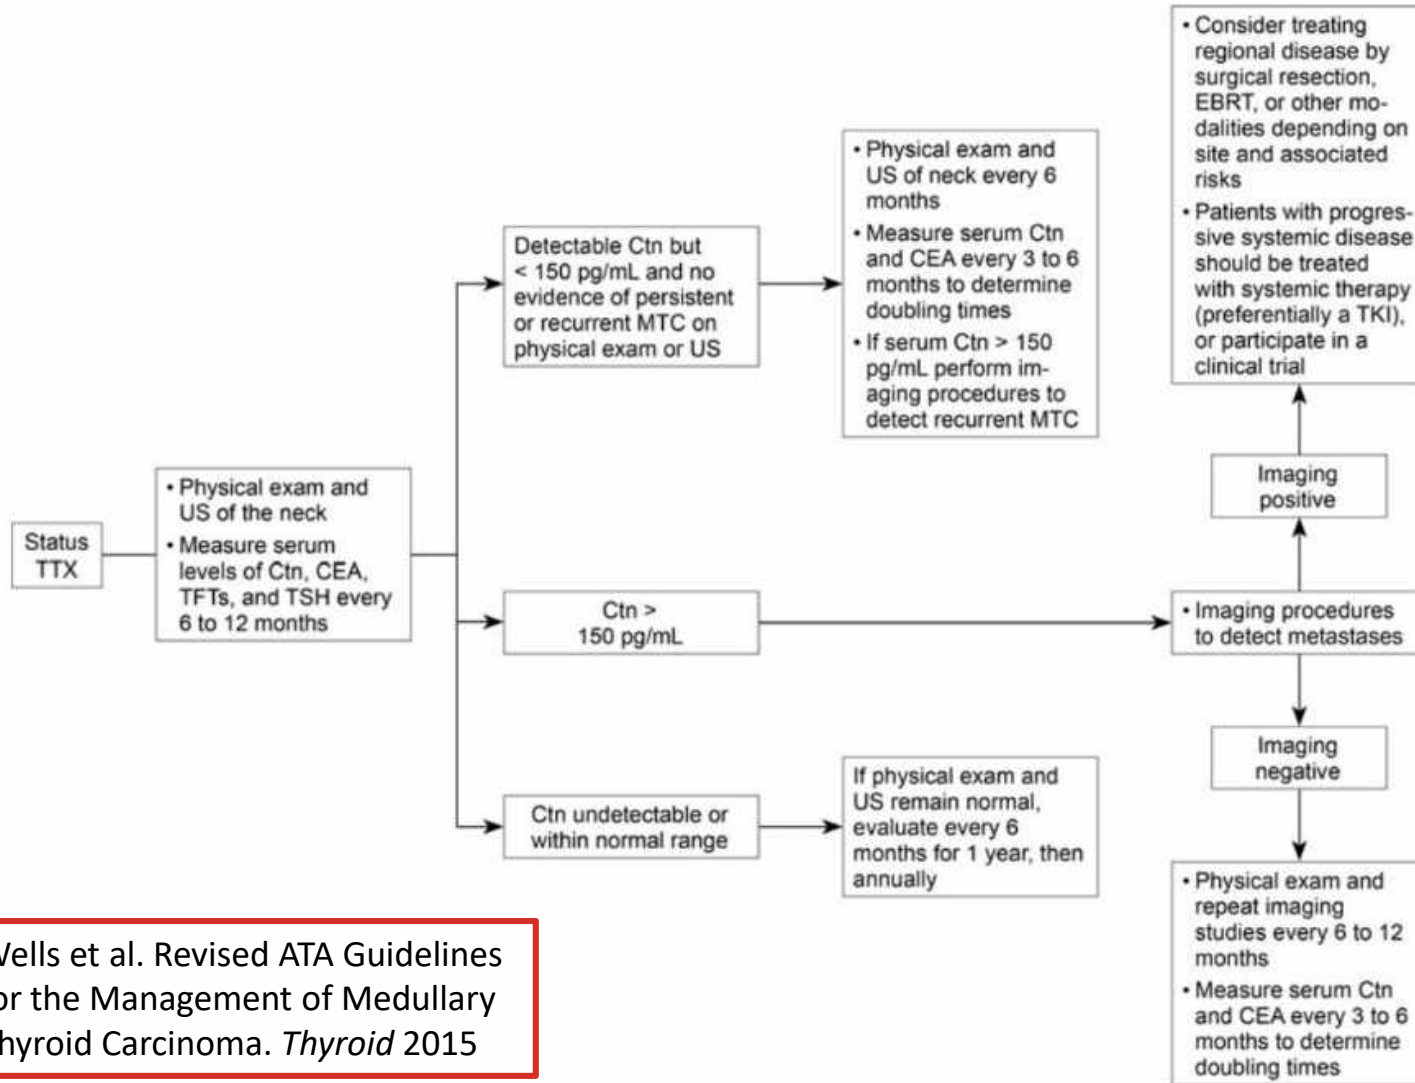 Status
TTX
• Physical exam and
US of the neck
• Measure serum
levels of Ctn, CEA,
TFTs, and TSH every
6 to 12 months
Detectable Ctn but
< 150 pg/mL and no
evidence of persistent
or recurrent MTC on
physical exam or US
• Physical exam and
US of neck every 6
months
• Measure serum Ctn
and CEA every 3 to 6
months to determine
doubling times
• If serum Ctn > 150
pg/mL perform im-
aging procedures to
detect recurrent MTC
Ctn >
150 pg/mL
• Imaging procedures
to detect metastases
Imaging
positive
• Consider treating
regional disease by
surgical resection,
EBRT, or other mo-
dalities depending on
site and associated
risks
• Patients with progres-
sive systemic disease
should be treated
with systemic therapy
(preferentially a TKI),
or participate in a
clinical trial
Imaging
negative
• Physical exam and
repeat imaging
studies every 6 to 12
months
• Measure serum Ctn
and CEA every 3 to 6
months to determine
doubling times
Ctn undetectable or
within normal range
If physical exam and
US remain normal,
evaluate every 6
months for 1 year, then
annually
ells et al. Revised ATA Guidelines
or the Management of Medullary
hyroid Carcinoma. Thyroid 2015